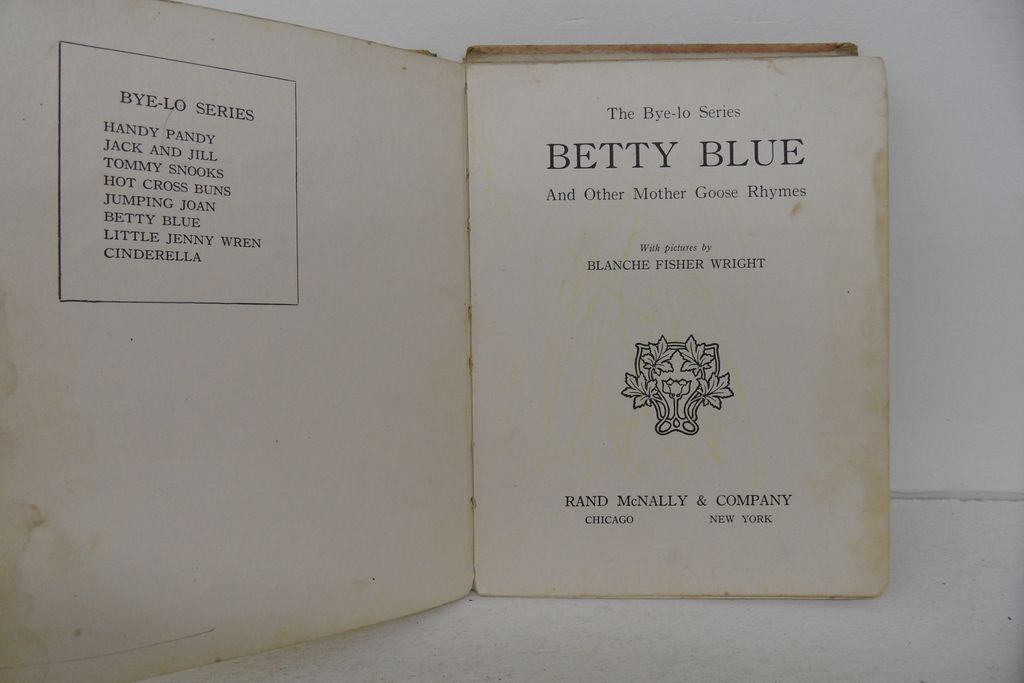 BYE-LO SERIES
HANDY PANDY
JACK AND JILL
TOMMY SNOOKS
HOT CROSS BUNS
JUMPING JOAN
BETTY BLUE
LITTLE JENNY WREN
CINDERELLA
The Bye-lo Series
BETTY BLUE
And Other Mother Goose Rhymes
With pictures by
BLANCHE FISHER WRIGHT
RAND McNALLY & COMPANY
CHICAGO NEW YORK